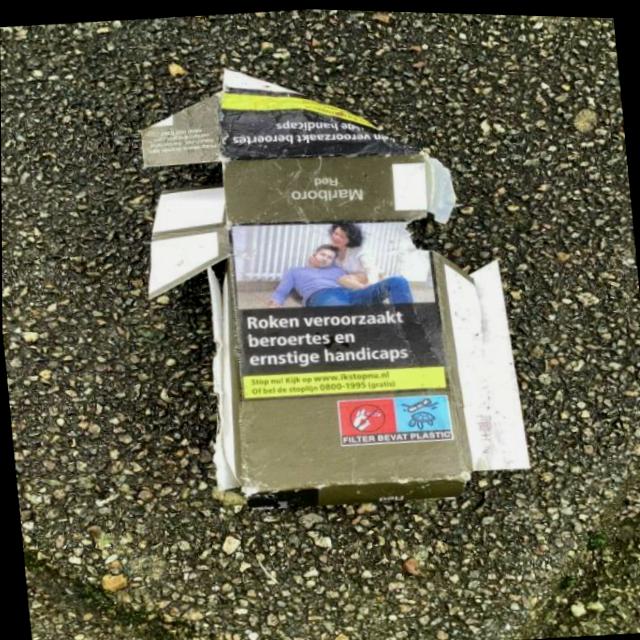 en veroorzaakt beroertes
handicaps
Marlboro
Red
Roken veroorzaakt
beroertes en
ernstige handicaps
Stop nu! Kijk op www.ikstopnu.nl
Of bel de stoplijn 0800-1995 (gratis)
FILTER BEVAT PLASTIC